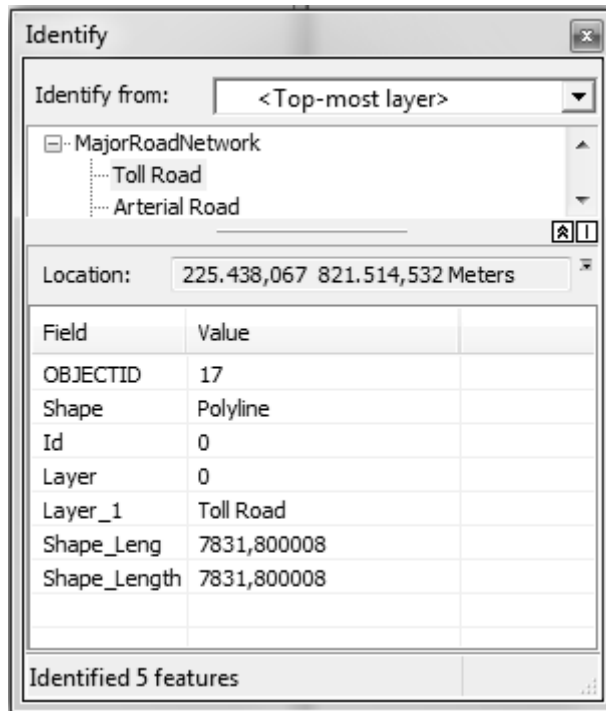 Identify
Identify from: <Top-most layer>
MajorRoadNetwork
Toll Road
Arterial Road
Location: 225.438,067 821.514,532 Meters
Field Value
OBJECTID 17
Shape Polyline
Id 0
Layer 0
Layer_1 Toll Road
Shape_Leng 7831,800008
Shape_Length 7831,800008
Identified 5 features